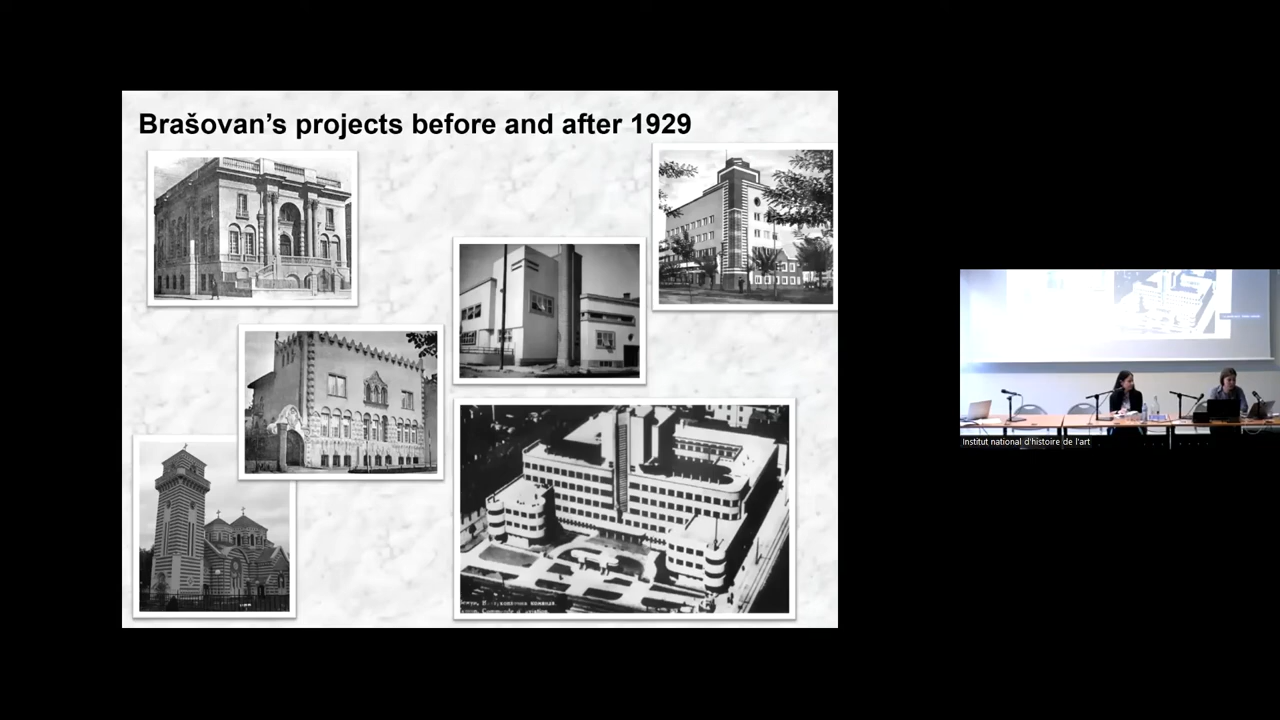 Brašovan’s projects before and after 1929
Institut national d'histoire de l'art